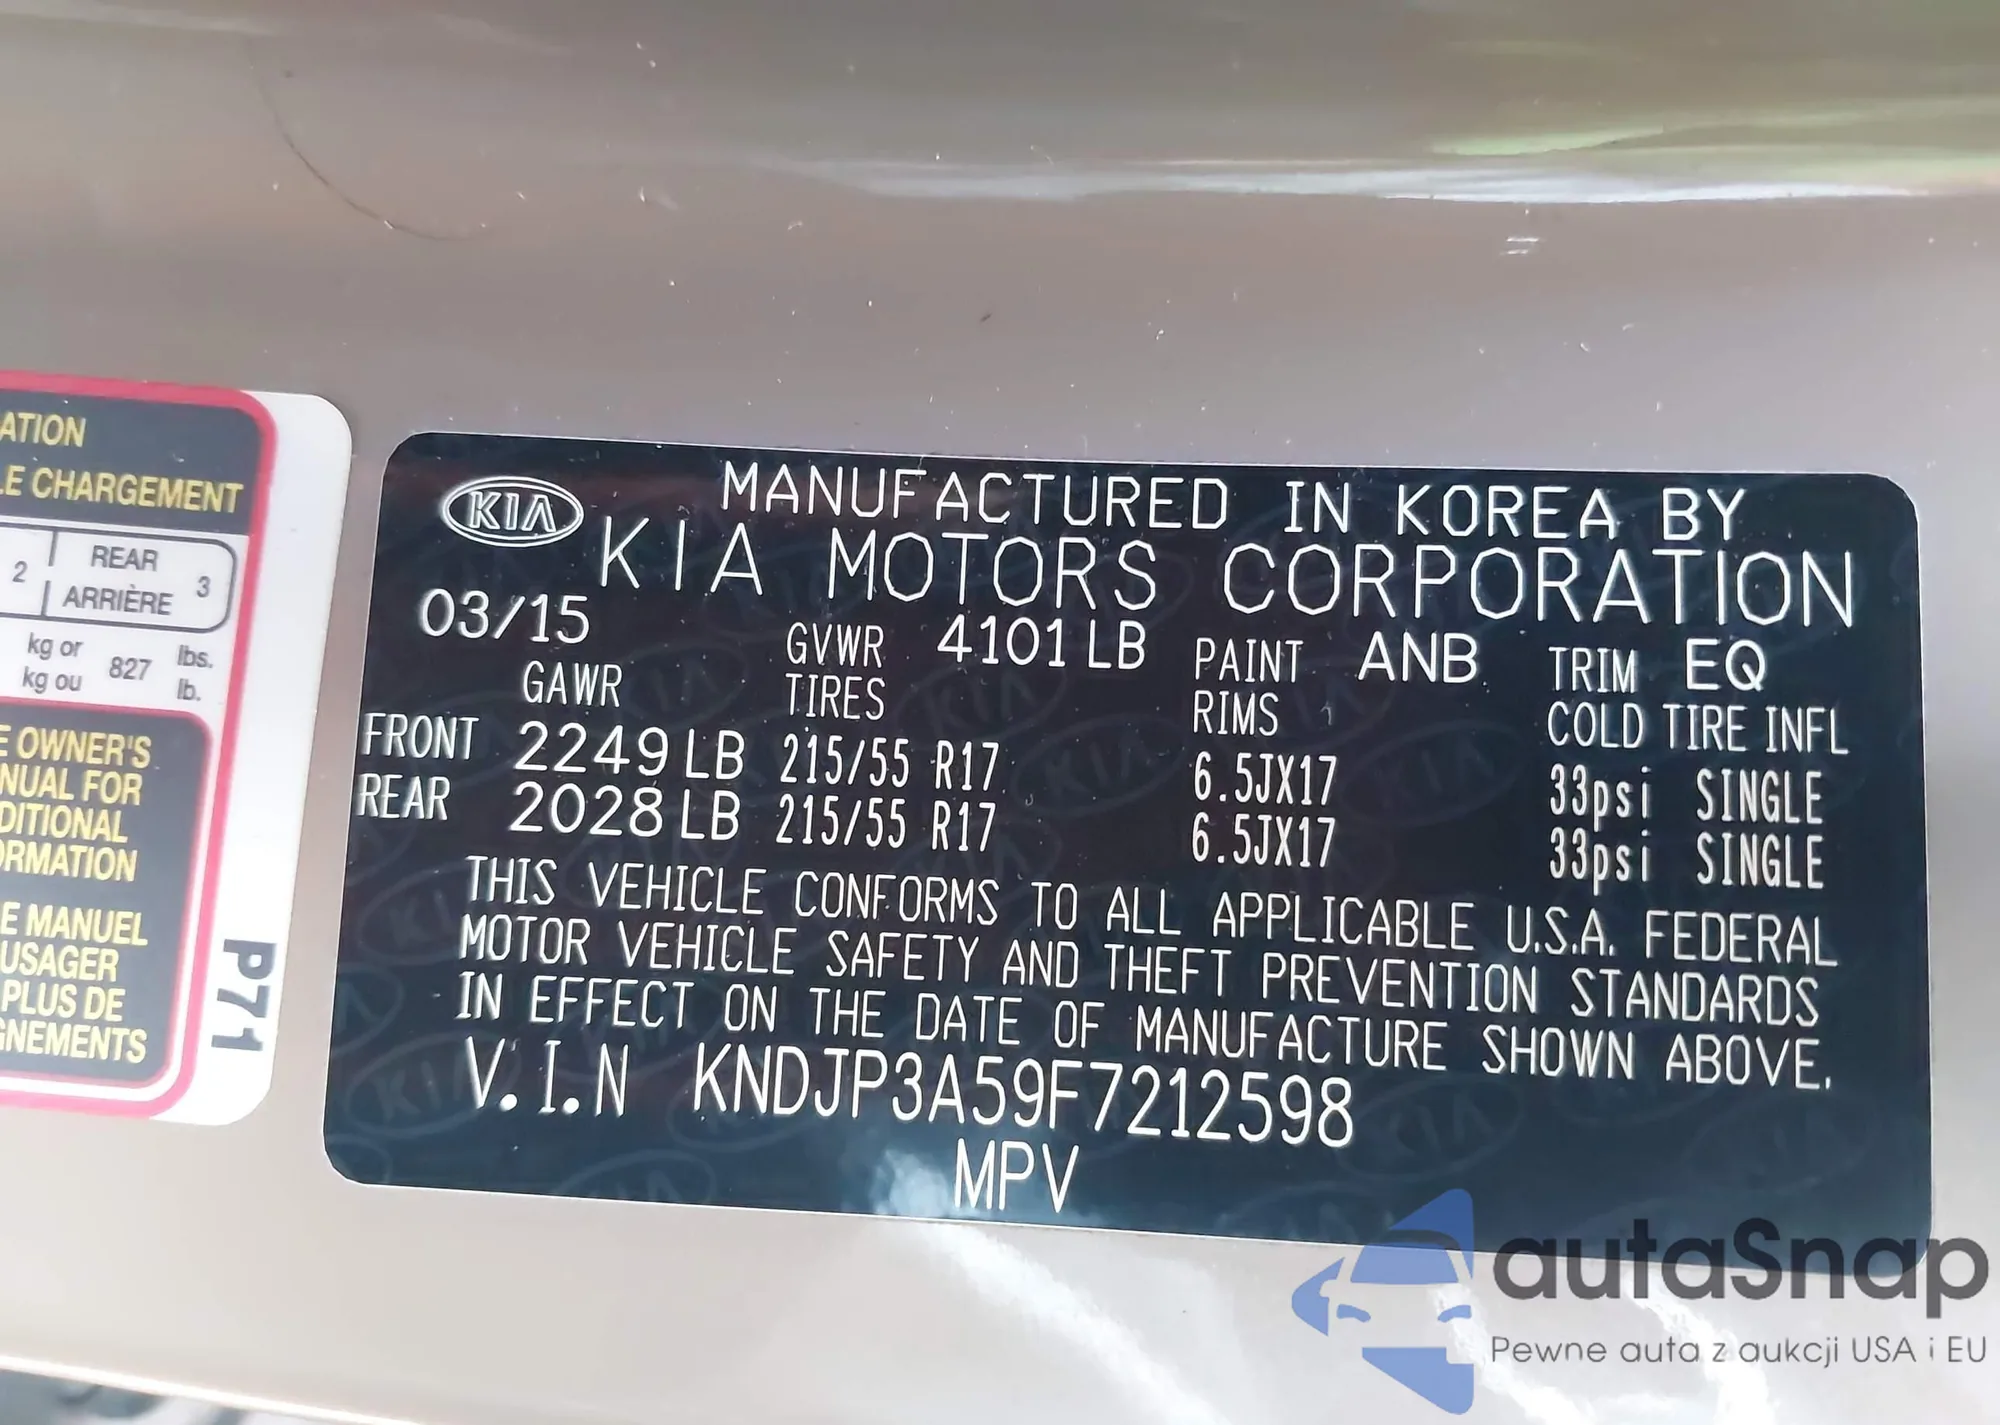 ATION
LE CHARGEMENT
2 REAR 3
ARRIÈRE
kg or 827 lbs.
kg ou lb.
E OWNER'S
NUAL FOR
DITIONAL
ORMATION
E MANUEL
USAGER
PLUS DE
GNEMENTS
P71
KIA
MANUFACTURED IN KOREA BY
KIA MOTORS CORPORATION
03/15 GVWR 4101 LB PAINT ANB TRIM EQ
GAWR TIRES RIMS COLD TIRE INFL
FRONT 2249 LB 215/55 R17 6.5JX17 33psi SINGLE
REAR 2028 LB 215/55 R17 6.5JX17 33psi SINGLE
THIS VEHICLE CONFORMS TO ALL APPLICABLE U.S.A. FEDERAL
MOTOR VEHICLE SAFETY AND THEFT PREVENTION STANDARDS
IN EFFECT ON THE DATE OF MANUFACTURE SHOWN ABOVE.
V.I.N KNDJP3A59F7212598
MPV
autaSnap
Pewne auta z aukcji USA i EU